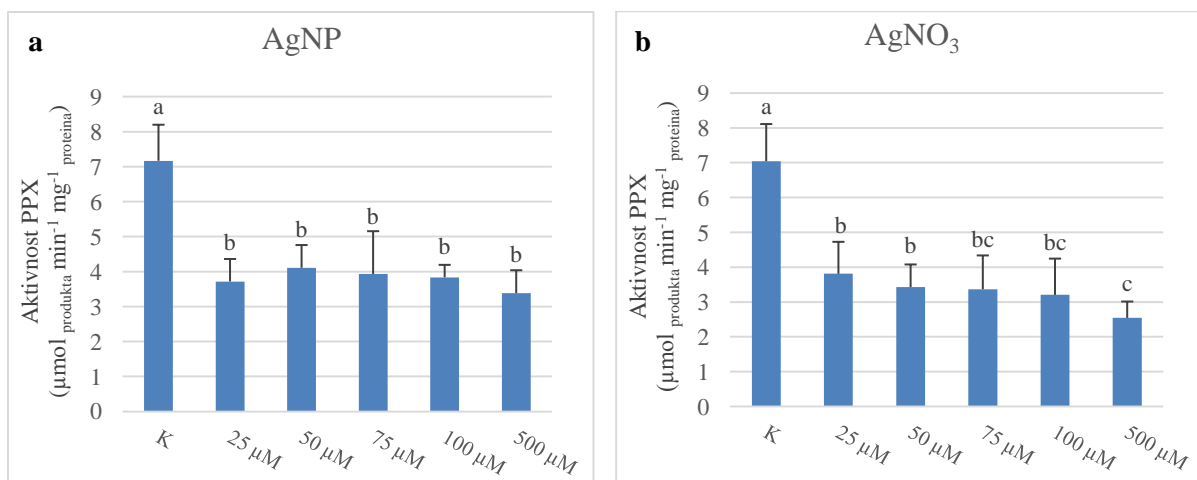 a
AgNP
Aktivnost PPX
(µmol produkta min-1 mg-1 proteina)
9
8
7
6
5
4
3
2
1
0
a
b
b
b
b
b
K
25 µM
50 µM
75 µM
100 µM
500 µM
b
AgNO3
Aktivnost PPX
(µmol produkta min-1 mg-1 proteina)
9
8
7
6
5
4
3
2
1
0
a
b
b
bc
bc
c
K
25 µM
50 µM
75 µM
100 µM
500 µM